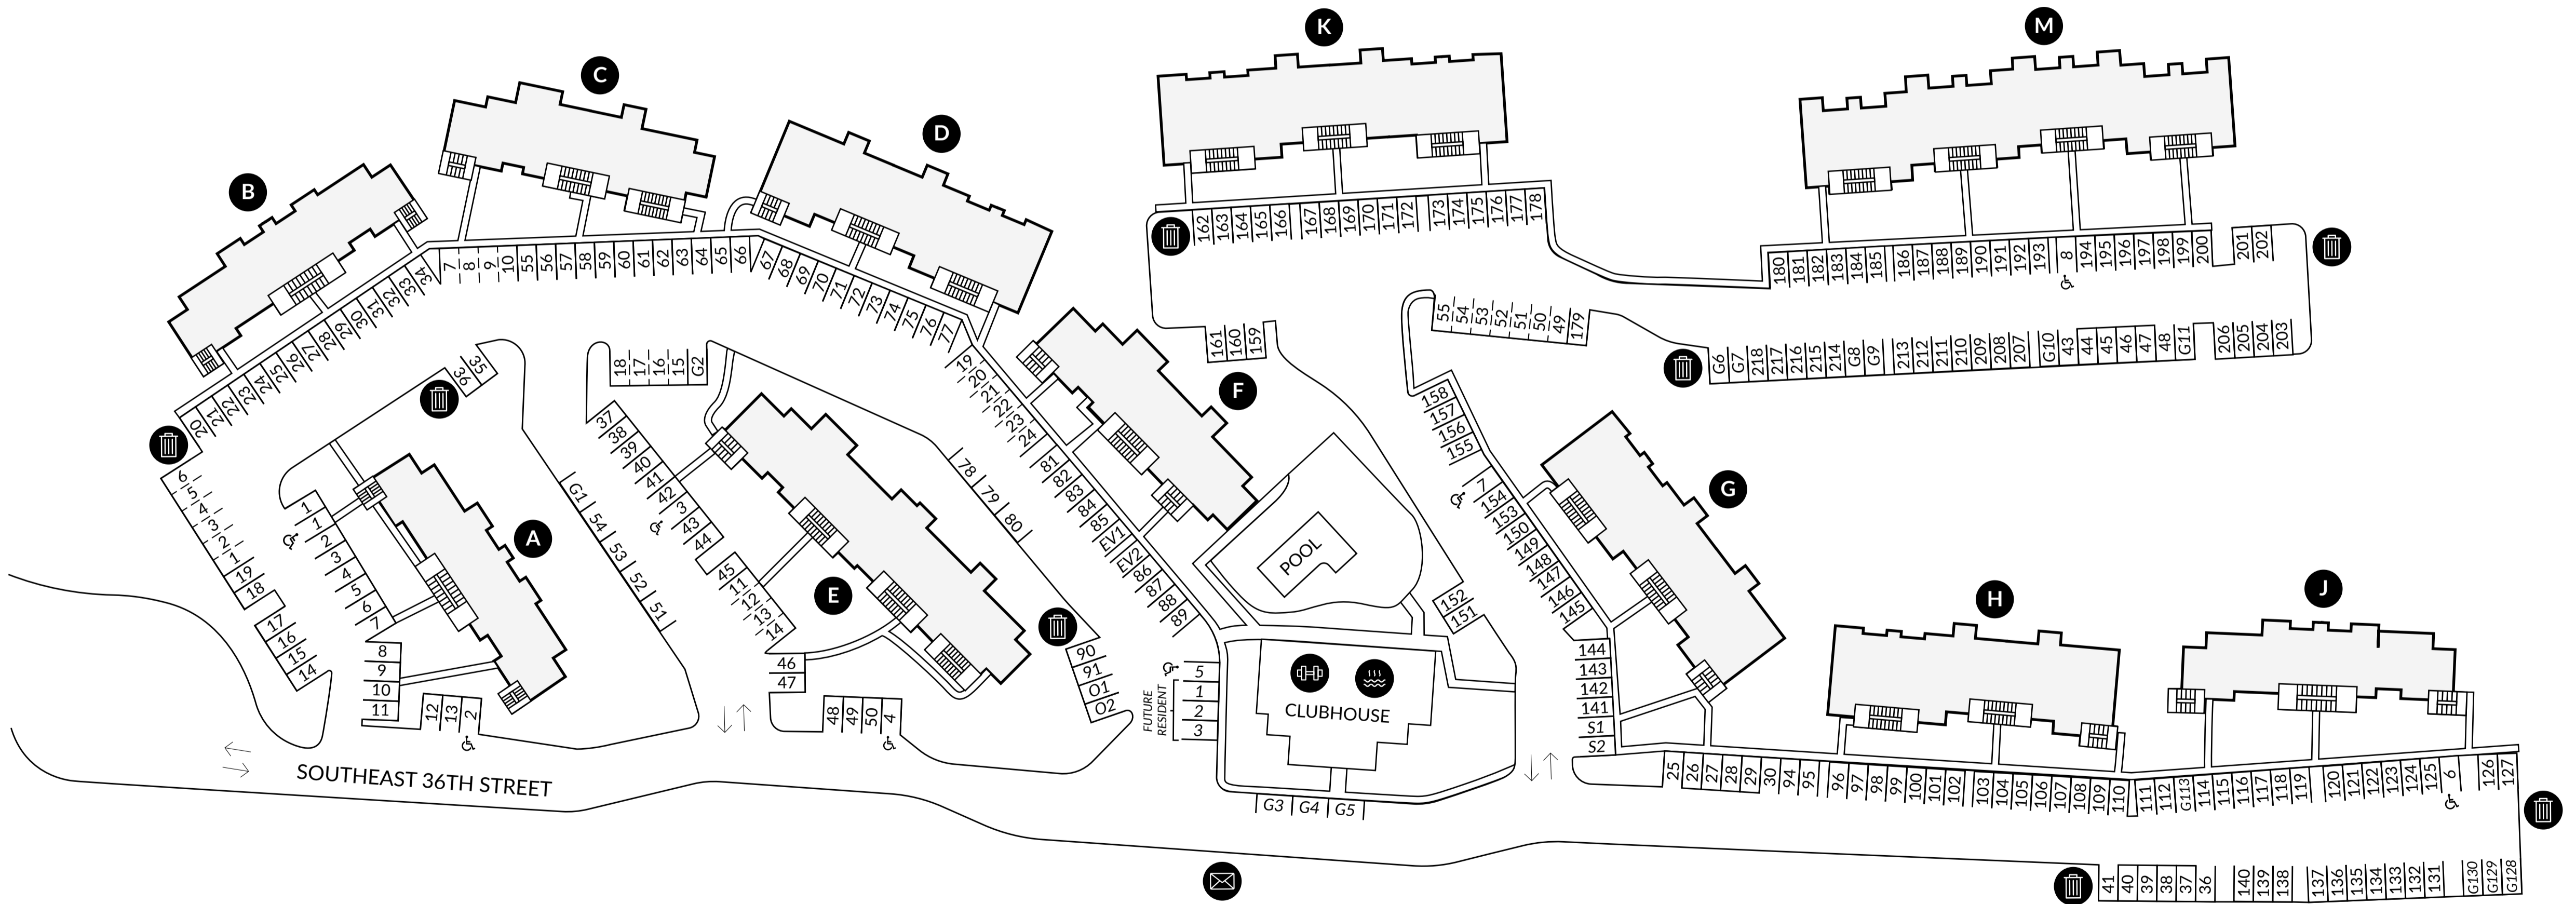 K
M
C
D
B
162 163 164 165 166 167 168 169 170 171 172 173 174 175 176 177 178
7 8 9 10 55 56 57 58 59 60 61 62 63 64 65 66
67 68 69 70 71 72 73 74 75 76 77
20 21 22 23 24 25 26 27 28 29 30 31 32 33 34
180 181 182 183 184 185 186 187 188 189 190 191 192 193 8 194 195 196 197 198 199 200
201 202
55 54 53 52 51 50 49 179
161 160 159
G6 G7 218 217 216 215 214 G8 G9 213 212 211 210 209 208 207 G10 43 44 45 46 47 48 G11
206 205 204 203
36 35
18 17 16 15 G2
19 20 21 22 23 24
81 82 83 84 85 EV1 EV2 86 87 88 89
F
158 157 156 155
7 154 153 150 149 148 147 146 145
G
37 38 39 40 41 42 3 43 44
45 11 12 13 14
78 79 80
6 5 4 3 2 1 19 18
17 16 15 14
1 1 2 3 4 5 6 7
A
G1 54 53 52 51
E
POOL
152
151
H
J
8
9
10
11
12 13 2
46
47
48 49 50 4
90
91
O1
O2
5
1
2
3
FUTURE
RESIDENT
CLUBHOUSE
144
143
142
141
S1
S2
SOUTHEAST 36TH STREET
G3 G4 G5
25 26 27 28 29 30 94 95 96 97 98 99 100 101 102 103 104 105 106 107 108 109 110 111 112 G113 114 115 116 117 118 119 120 121 122 123 124 125 6 126 127
41 40 39 38 37 36 140 139 138 137 136 135 134 133 132 131 G130 G129 G128